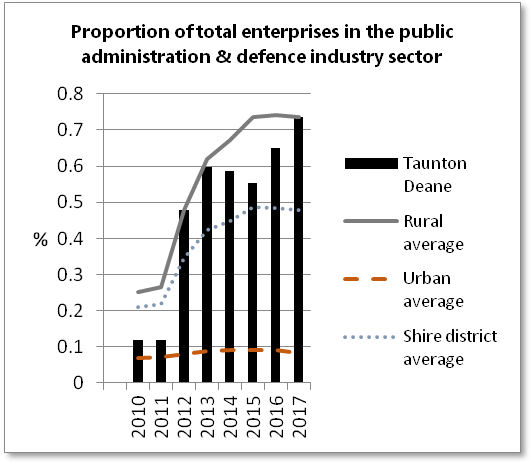 Proportion of total enterprises in the public
administration & defence industry sector
0.8
0.7
0.6
0.5
0.4
0.3
0.2
0.1
0
%
2010
2011
2012
2013
2014
2015
2016
2017
Taunton
Deane
Rural
average
Urban
average
Shire district
average